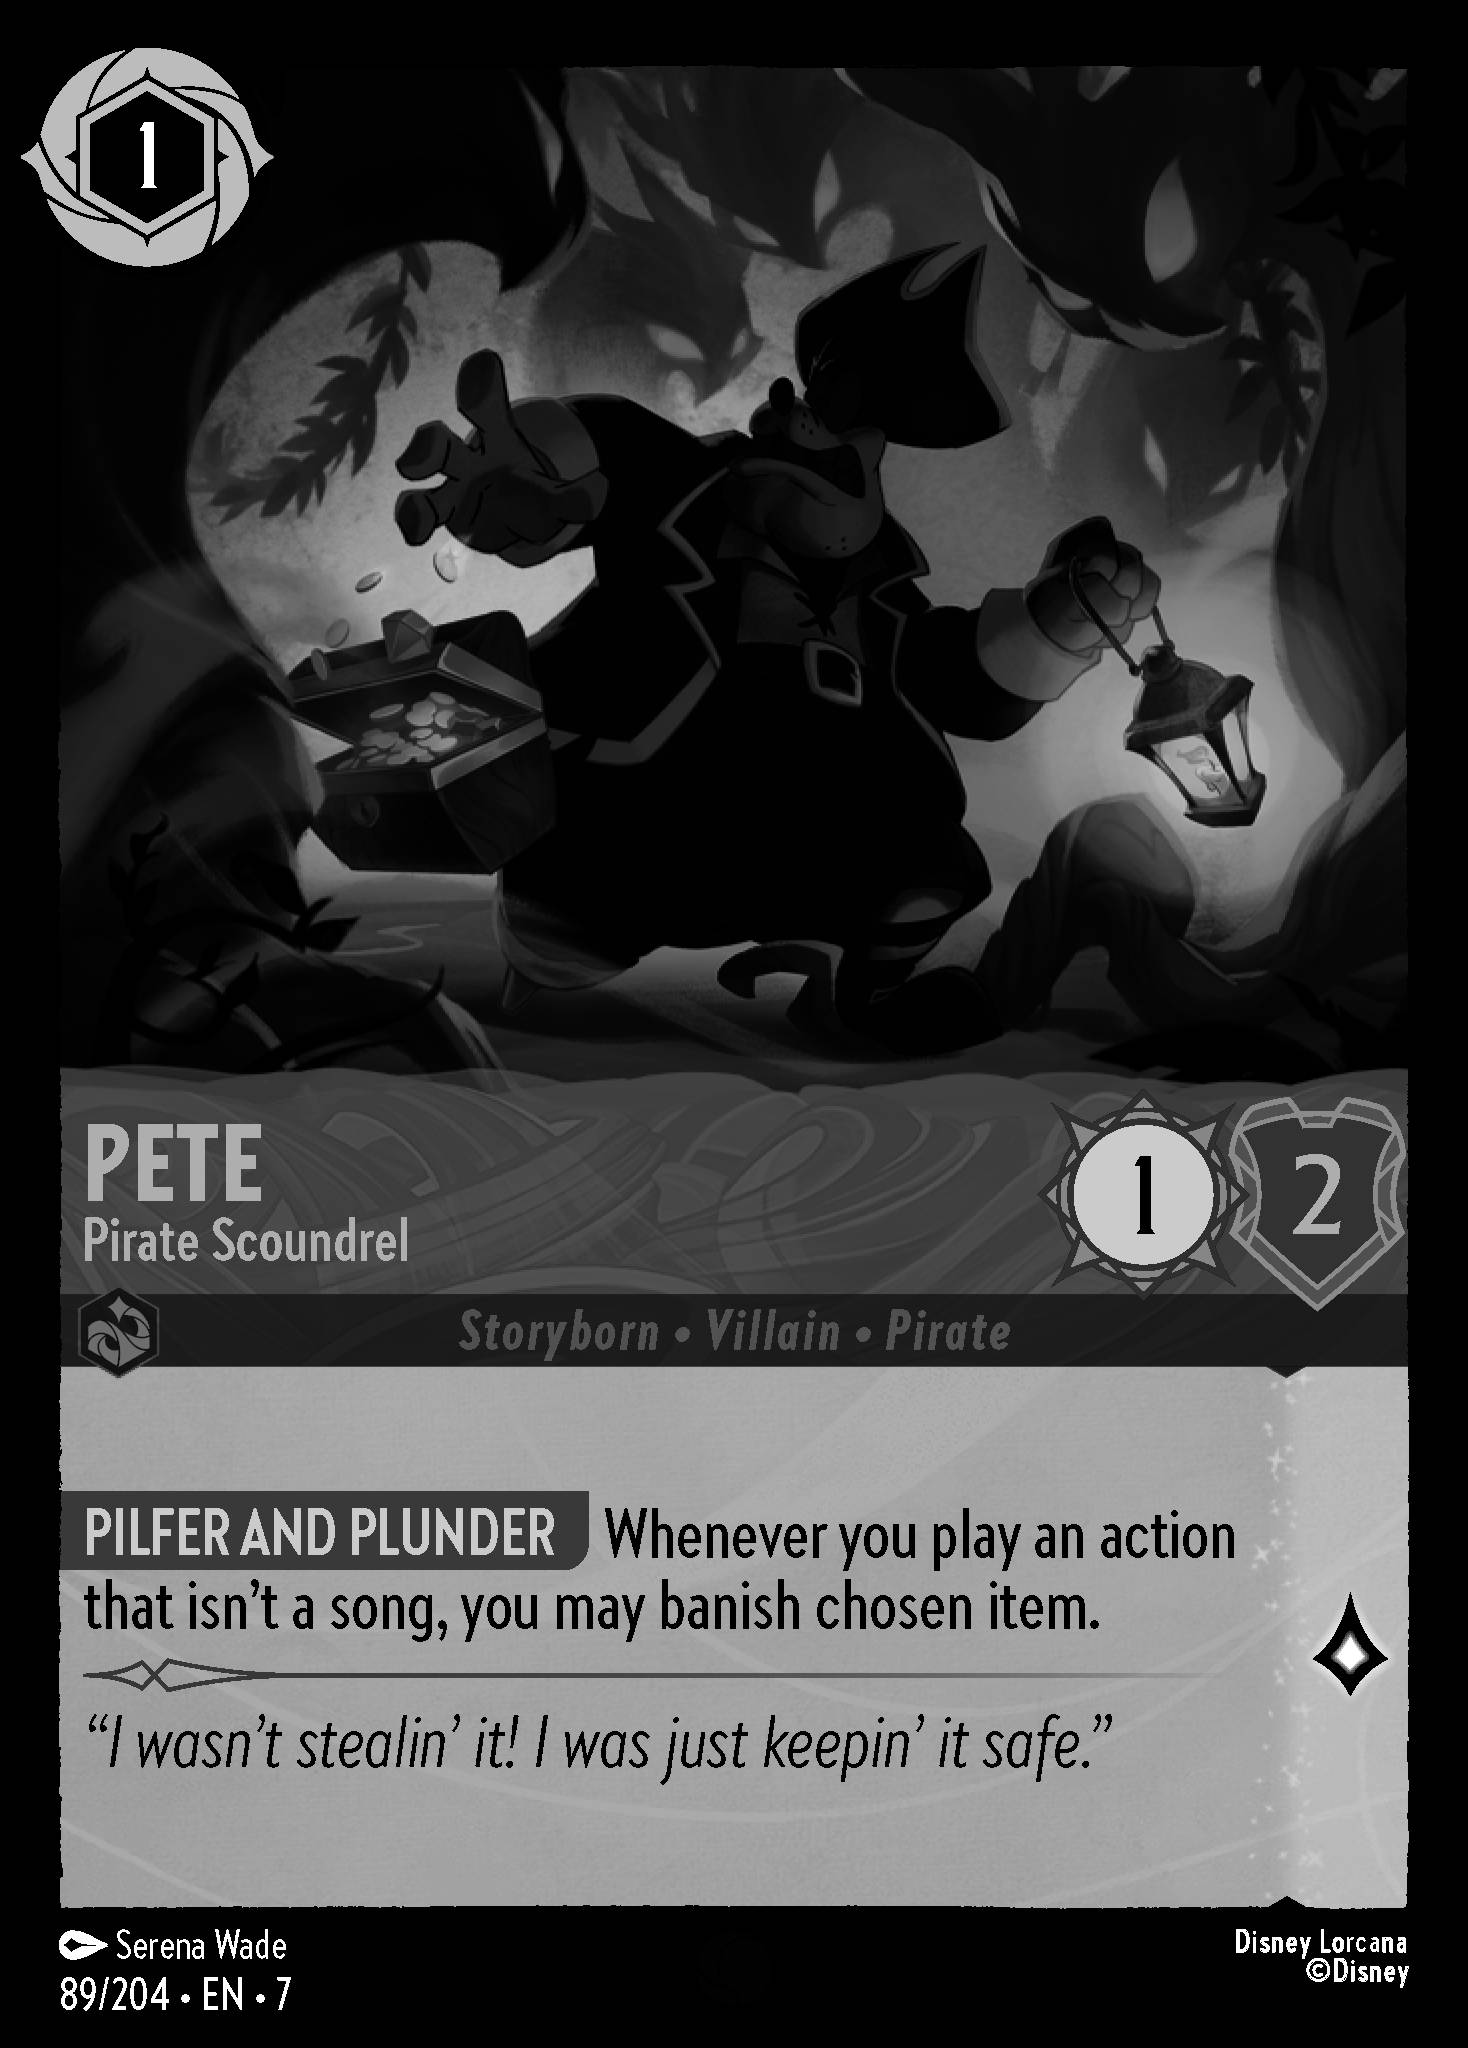 1
PETE
Pirate Scoundrel
1
2
Storyborn • Villain • Pirate
PILFER AND PLUNDER Whenever you play an action
that isn’t a song, you may banish chosen item.
“I wasn’t stealin’ it! I was just keepin’ it safe.”
Serena Wade
89/204 • EN • 7
Disney Lorcana
©Disney